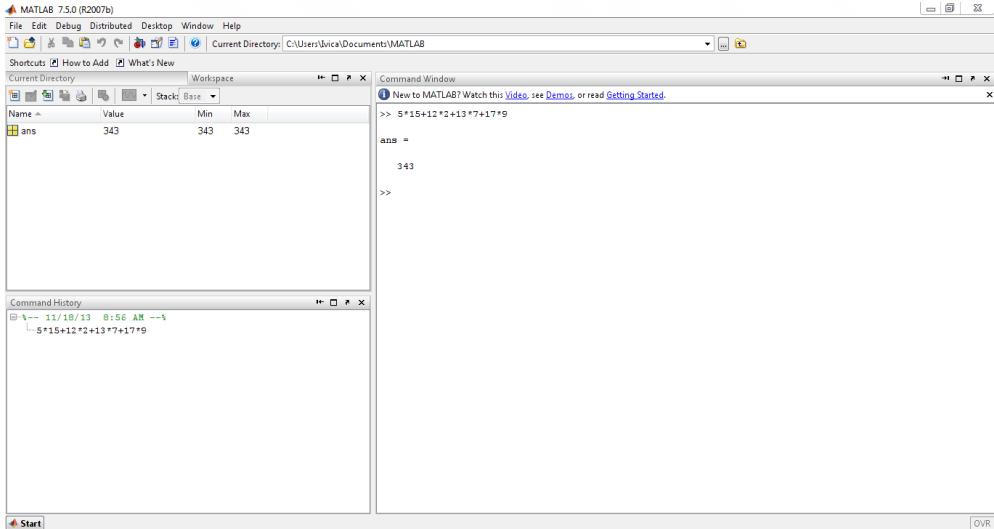 MATLAB 7.5.0 (R2007b)
File Edit Debug Distributed Desktop Window Help
Current Directory: C:\Users\Ivica\Documents\MATLAB
Shortcuts How to Add What's New
Current Directory Workspace
Stack: Base
Name Value Min Max
ans 343 343 343
Command History
%-- 11/18/13 8:56 AM --%
5*15+12*2+13*7+17*9
Command Window
New to MATLAB? Watch this Video, see Demos, or read Getting Started.
>> 5*15+12*2+13*7+17*9
ans =
343
>>
Start
OVR